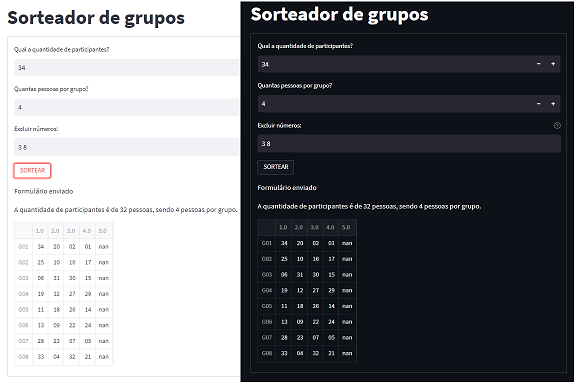 Sorteador de grupos
Qual a quantidade de participantes?
34
Quantas pessoas por grupo?
4
Excluir números:
3 8
SORTEAR
Formulário enviado
A quantidade de participantes é de 32 pessoas, sendo 4 pessoas por grupo.
1.0 2.0 3.0 4.0 5.0
G01 34 20 02 01 nan
G02 25 10 16 17 nan
G03 06 31 30 15 nan
G04 19 12 27 29 nan
G05 11 18 26 14 nan
G06 13 09 22 24 nan
G07 28 23 07 05 nan
G08 33 04 32 21 nan
Sorteador de grupos
Qual a quantidade de participantes?
34 − +
Quantas pessoas por grupo?
4 − +
Excluir números: ?
3 8
SORTEAR
Formulário enviado
A quantidade de participantes é de 32 pessoas, sendo 4 pessoas por grupo.
1.0 2.0 3.0 4.0 5.0
G01 34 20 02 01 nan
G02 25 10 16 17 nan
G03 06 31 30 15 nan
G04 19 12 27 29 nan
G05 11 18 26 14 nan
G06 13 09 22 24 nan
G07 28 23 07 05 nan
G08 33 04 32 21 nan